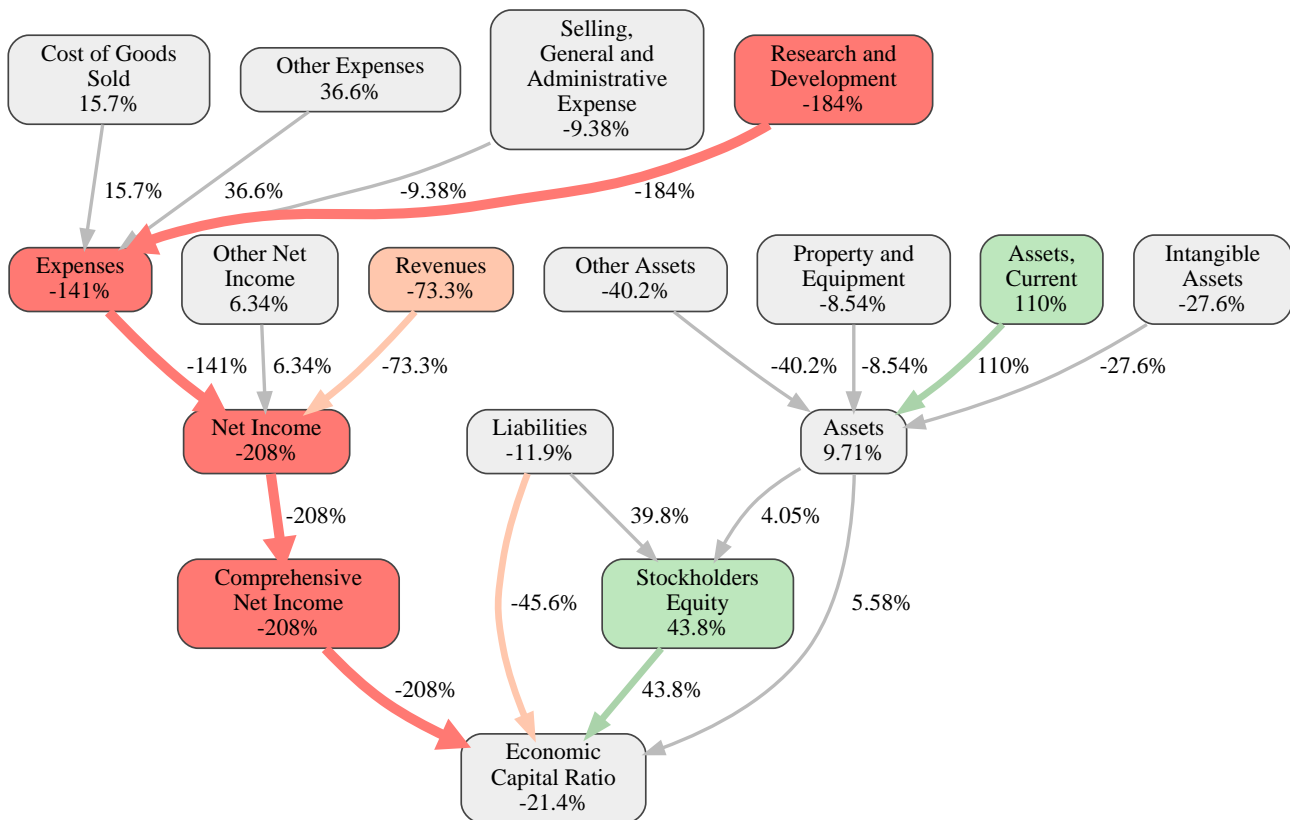 Cost of Goods
Sold
15.7%
Other Expenses
36.6%
Selling,
General and
Administrative
Expense
-9.38%
Research and
Development
-184%
15.7%
36.6%
-9.38%
-184%
Expenses
-141%
Other Net
Income
6.34%
Revenues
-73.3%
Other Assets
-40.2%
Property and
Equipment
-8.54%
Assets,
Current
110%
Intangible
Assets
-27.6%
-141%
6.34%
-73.3%
-40.2%
-8.54%
110%
-27.6%
Net Income
-208%
Liabilities
-11.9%
Assets
9.71%
-208%
39.8%
4.05%
Comprehensive
Net Income
-208%
-45.6%
Stockholders
Equity
43.8%
5.58%
-208%
43.8%
Economic
Capital Ratio
-21.4%